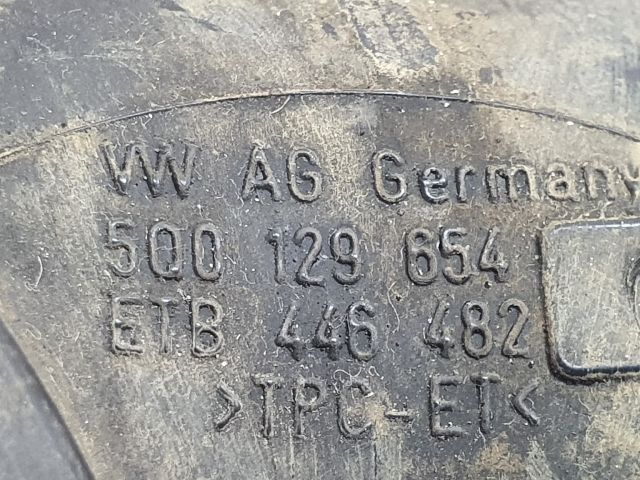 VW AG Germany
5Q0 129 654
ETB 446 482
>TPC-ET<